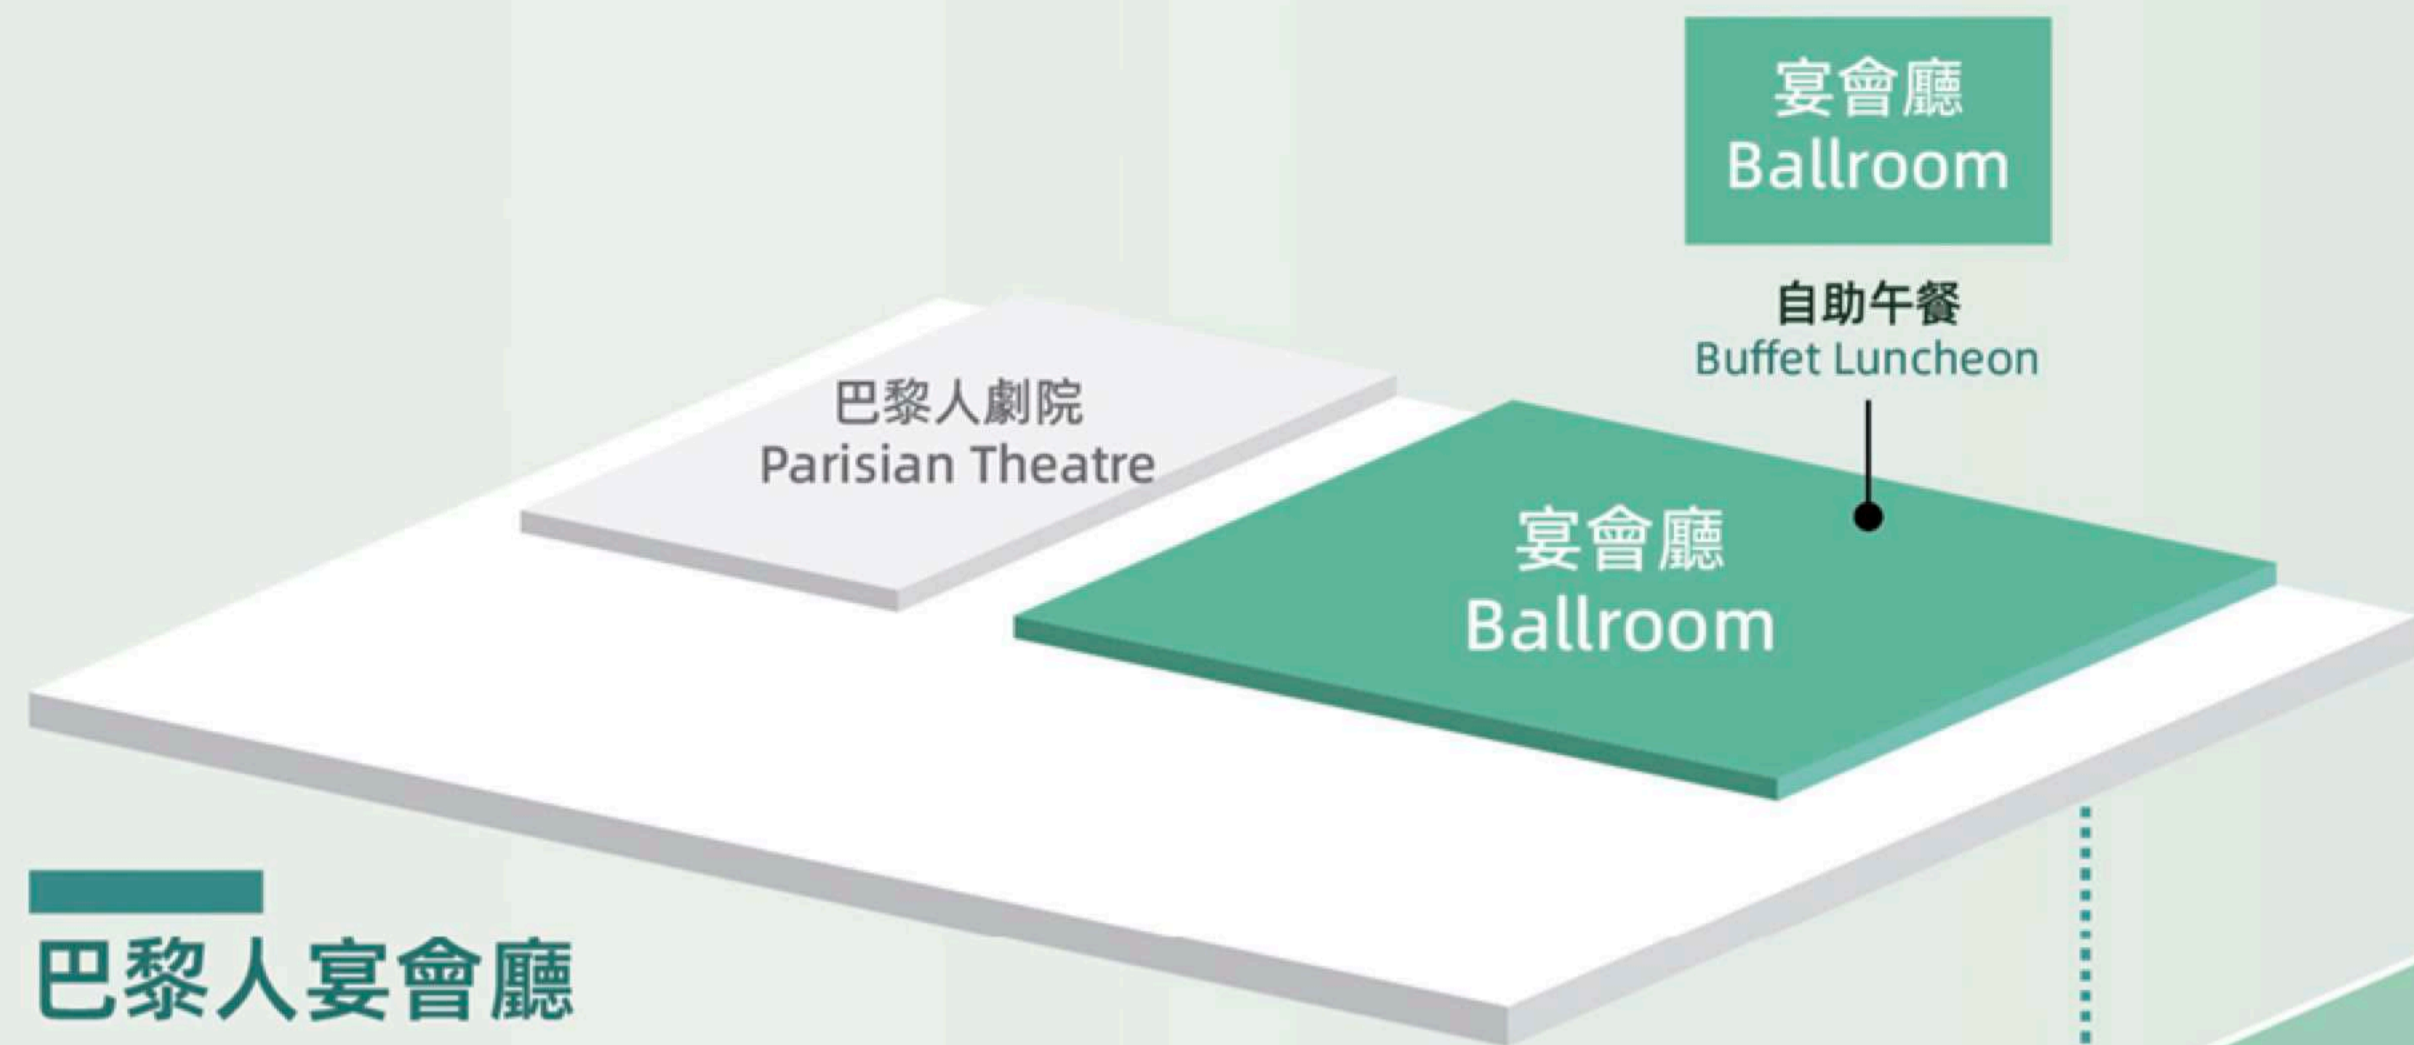 宴會廳
Ballroom
自助午餐
Buffet Luncheon
巴黎人劇院
Parisian Theatre
宴會廳
Ballroom
巴黎人宴會廳